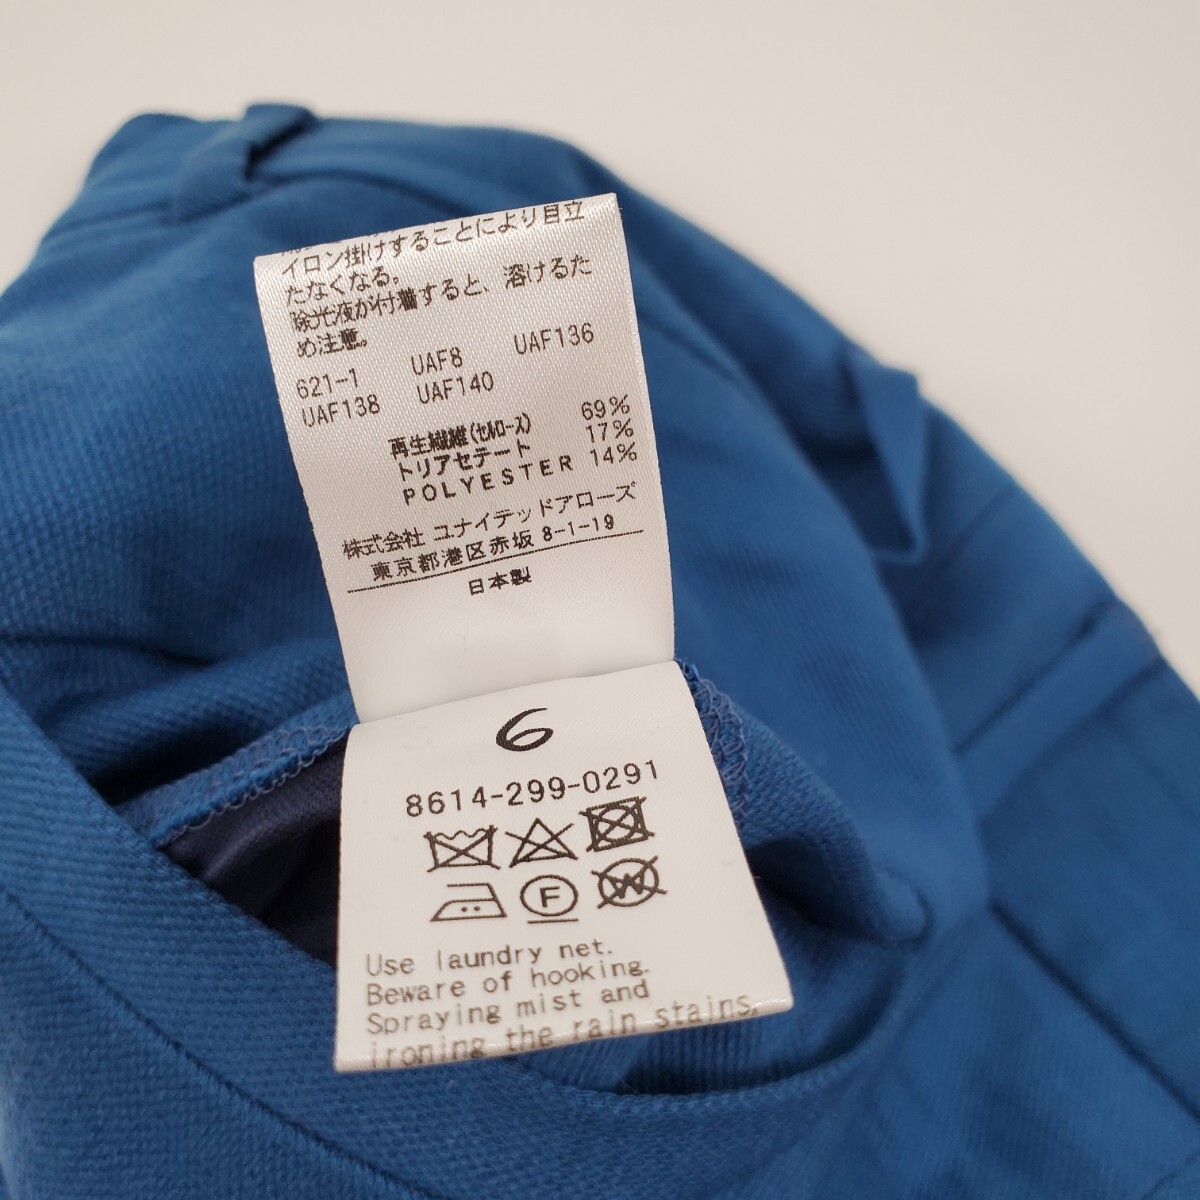 イロン掛けすることにより目立
たなくなる。
除光液が付着すると、溶けるた
め注意。
621-1 UAF8 UAF136
UAF138 UAF140
再生繊維(セルロース) 69%
トリアセテート 17%
POLYESTER 14%
株式会社 ユナイテッドアローズ
東京都港区赤坂 8-1-19
日本製
6
8614-299-0291
F W
Use laundry net.
Beware of hooking.
Spraying mist and
ironing the rain stains,